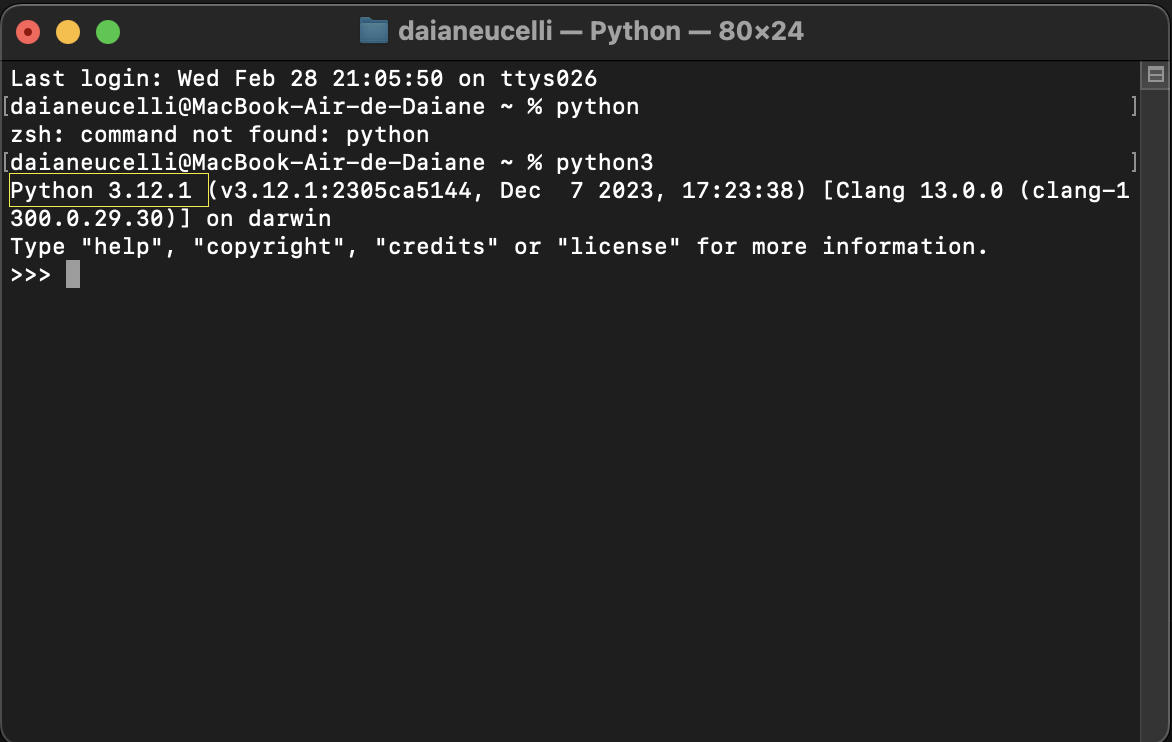 daianeucelli — Python — 80×24
Last login: Wed Feb 28 21:05:50 on ttys026
[daianeucelli@MacBook-Air-de-Daiane ~ % python ]
zsh: command not found: python
[daianeucelli@MacBook-Air-de-Daiane ~ % python3 ]
Python 3.12.1 (v3.12.1:2305ca5144, Dec  7 2023, 17:23:38) [Clang 13.0.0 (clang-1
300.0.29.30)] on darwin
Type "help", "copyright", "credits" or "license" for more information.
>>>